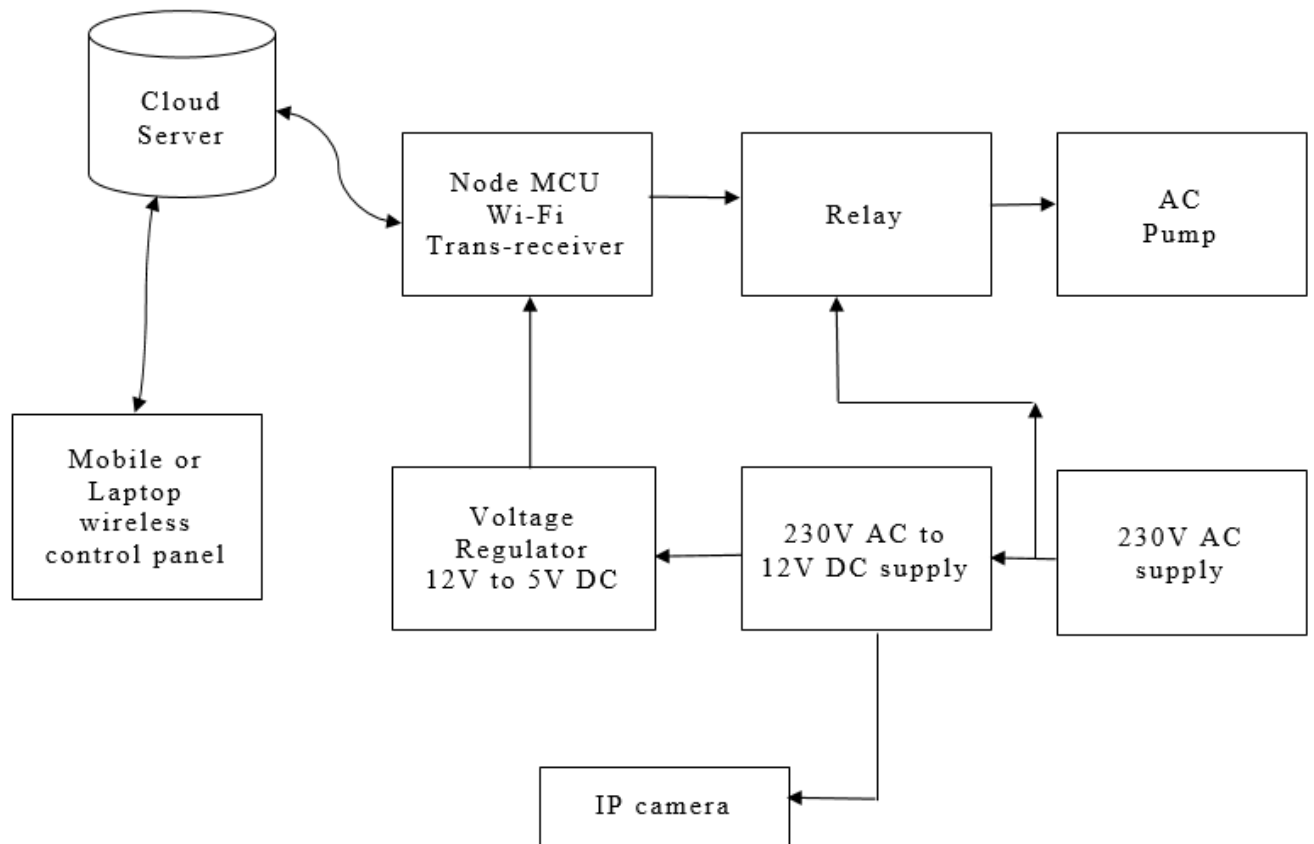 Cloud
Server
Node MCU
Wi-Fi
Trans-receiver
Relay
AC
Pump
Mobile or
Laptop
wireless
control panel
Voltage
Regulator
12V to 5V DC
230V AC to
12V DC supply
230V AC
supply
IP camera